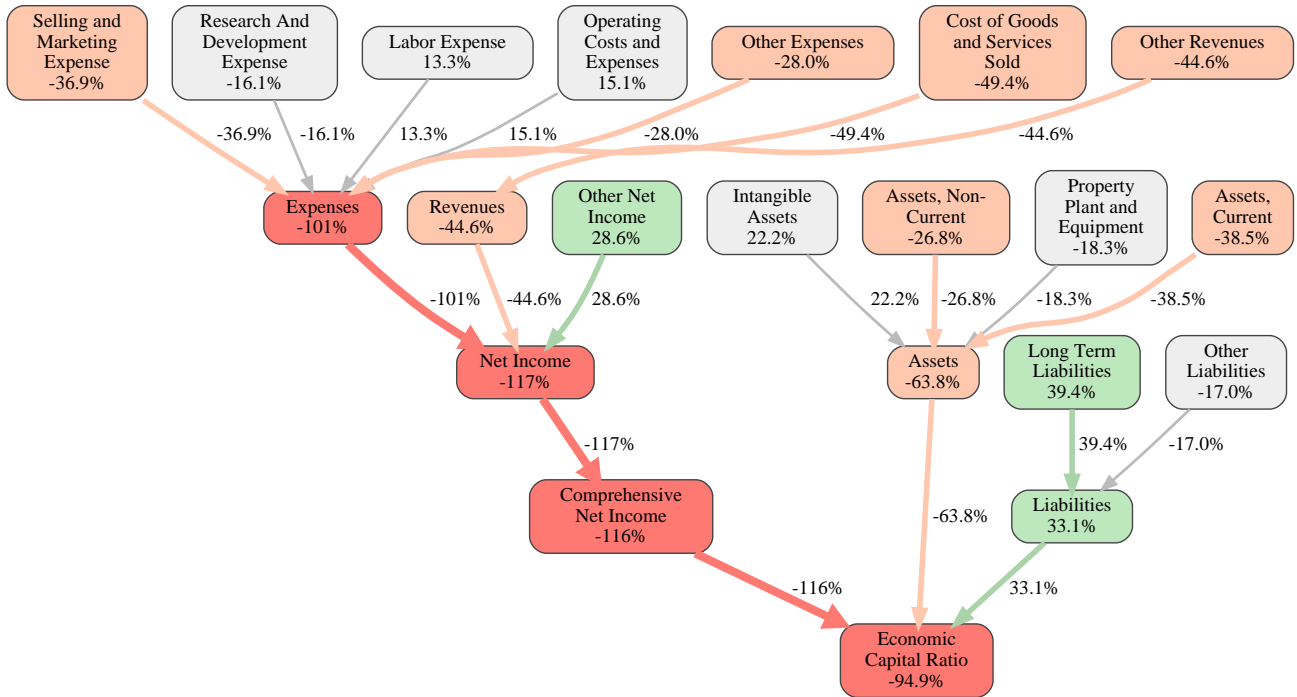 Selling and
Marketing
Expense
-36.9%
Research And
Development
Expense
-16.1%
Labor Expense
13.3%
Operating
Costs and
Expenses
15.1%
Other Expenses
-28.0%
Cost of Goods
and Services
Sold
-49.4%
Other Revenues
-44.6%
-36.9%
-16.1%
13.3%
15.1%
-28.0%
-49.4%
-44.6%
Expenses
-101%
Revenues
-44.6%
Other Net
Income
28.6%
Intangible
Assets
22.2%
Assets, Non-
Current
-26.8%
Property
Plant and
Equipment
-18.3%
Assets,
Current
-38.5%
-101%
-44.6%
28.6%
22.2%
-26.8%
-18.3%
-38.5%
Net Income
-117%
Assets
-63.8%
Long Term
Liabilities
39.4%
Other
Liabilities
-17.0%
-117%
39.4%
-17.0%
Comprehensive
Net Income
-116%
-63.8%
Liabilities
33.1%
-116%
33.1%
Economic
Capital Ratio
-94.9%